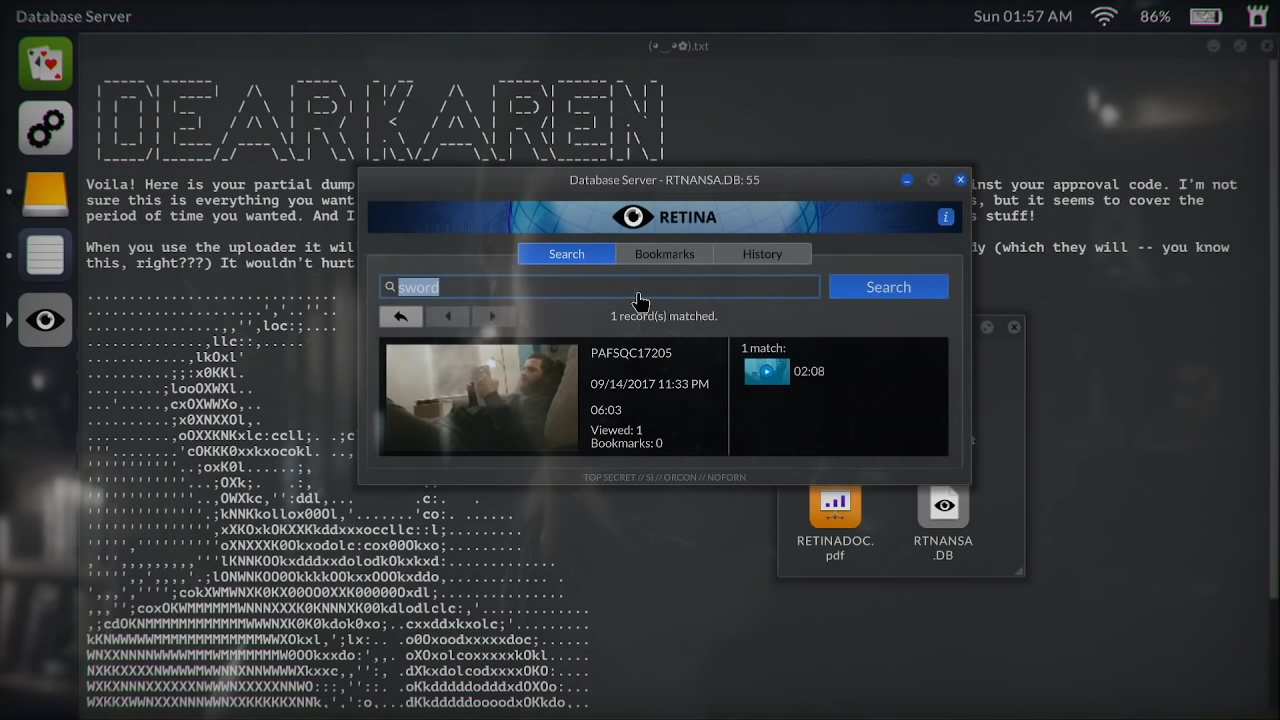 Database Server
Sun 01:57 AM
86%
(◕‿◕✿).txt
DEARKAREN
Voila! Here is your partial dump
inst your approval code. I'm not
sure this is everything you want
s, but it seems to cover the
period of time you wanted. And I
s stuff!
When you use the uploader it wil
dy (which they will -- you know
this, right???) It wouldn't hurt
Database Server - RTNANSA.DB: 55
RETINA
i
Search
Bookmarks
History
sword
Search
1 record(s) matched.
PAFSQC17205
09/14/2017 11:33 PM
06:03
Viewed: 1
Bookmarks: 0
1 match:
02:08
TOP SECRET // SI // ORCON // NOFORN
RETINADOC.
pdf
RTNANSA
.DB